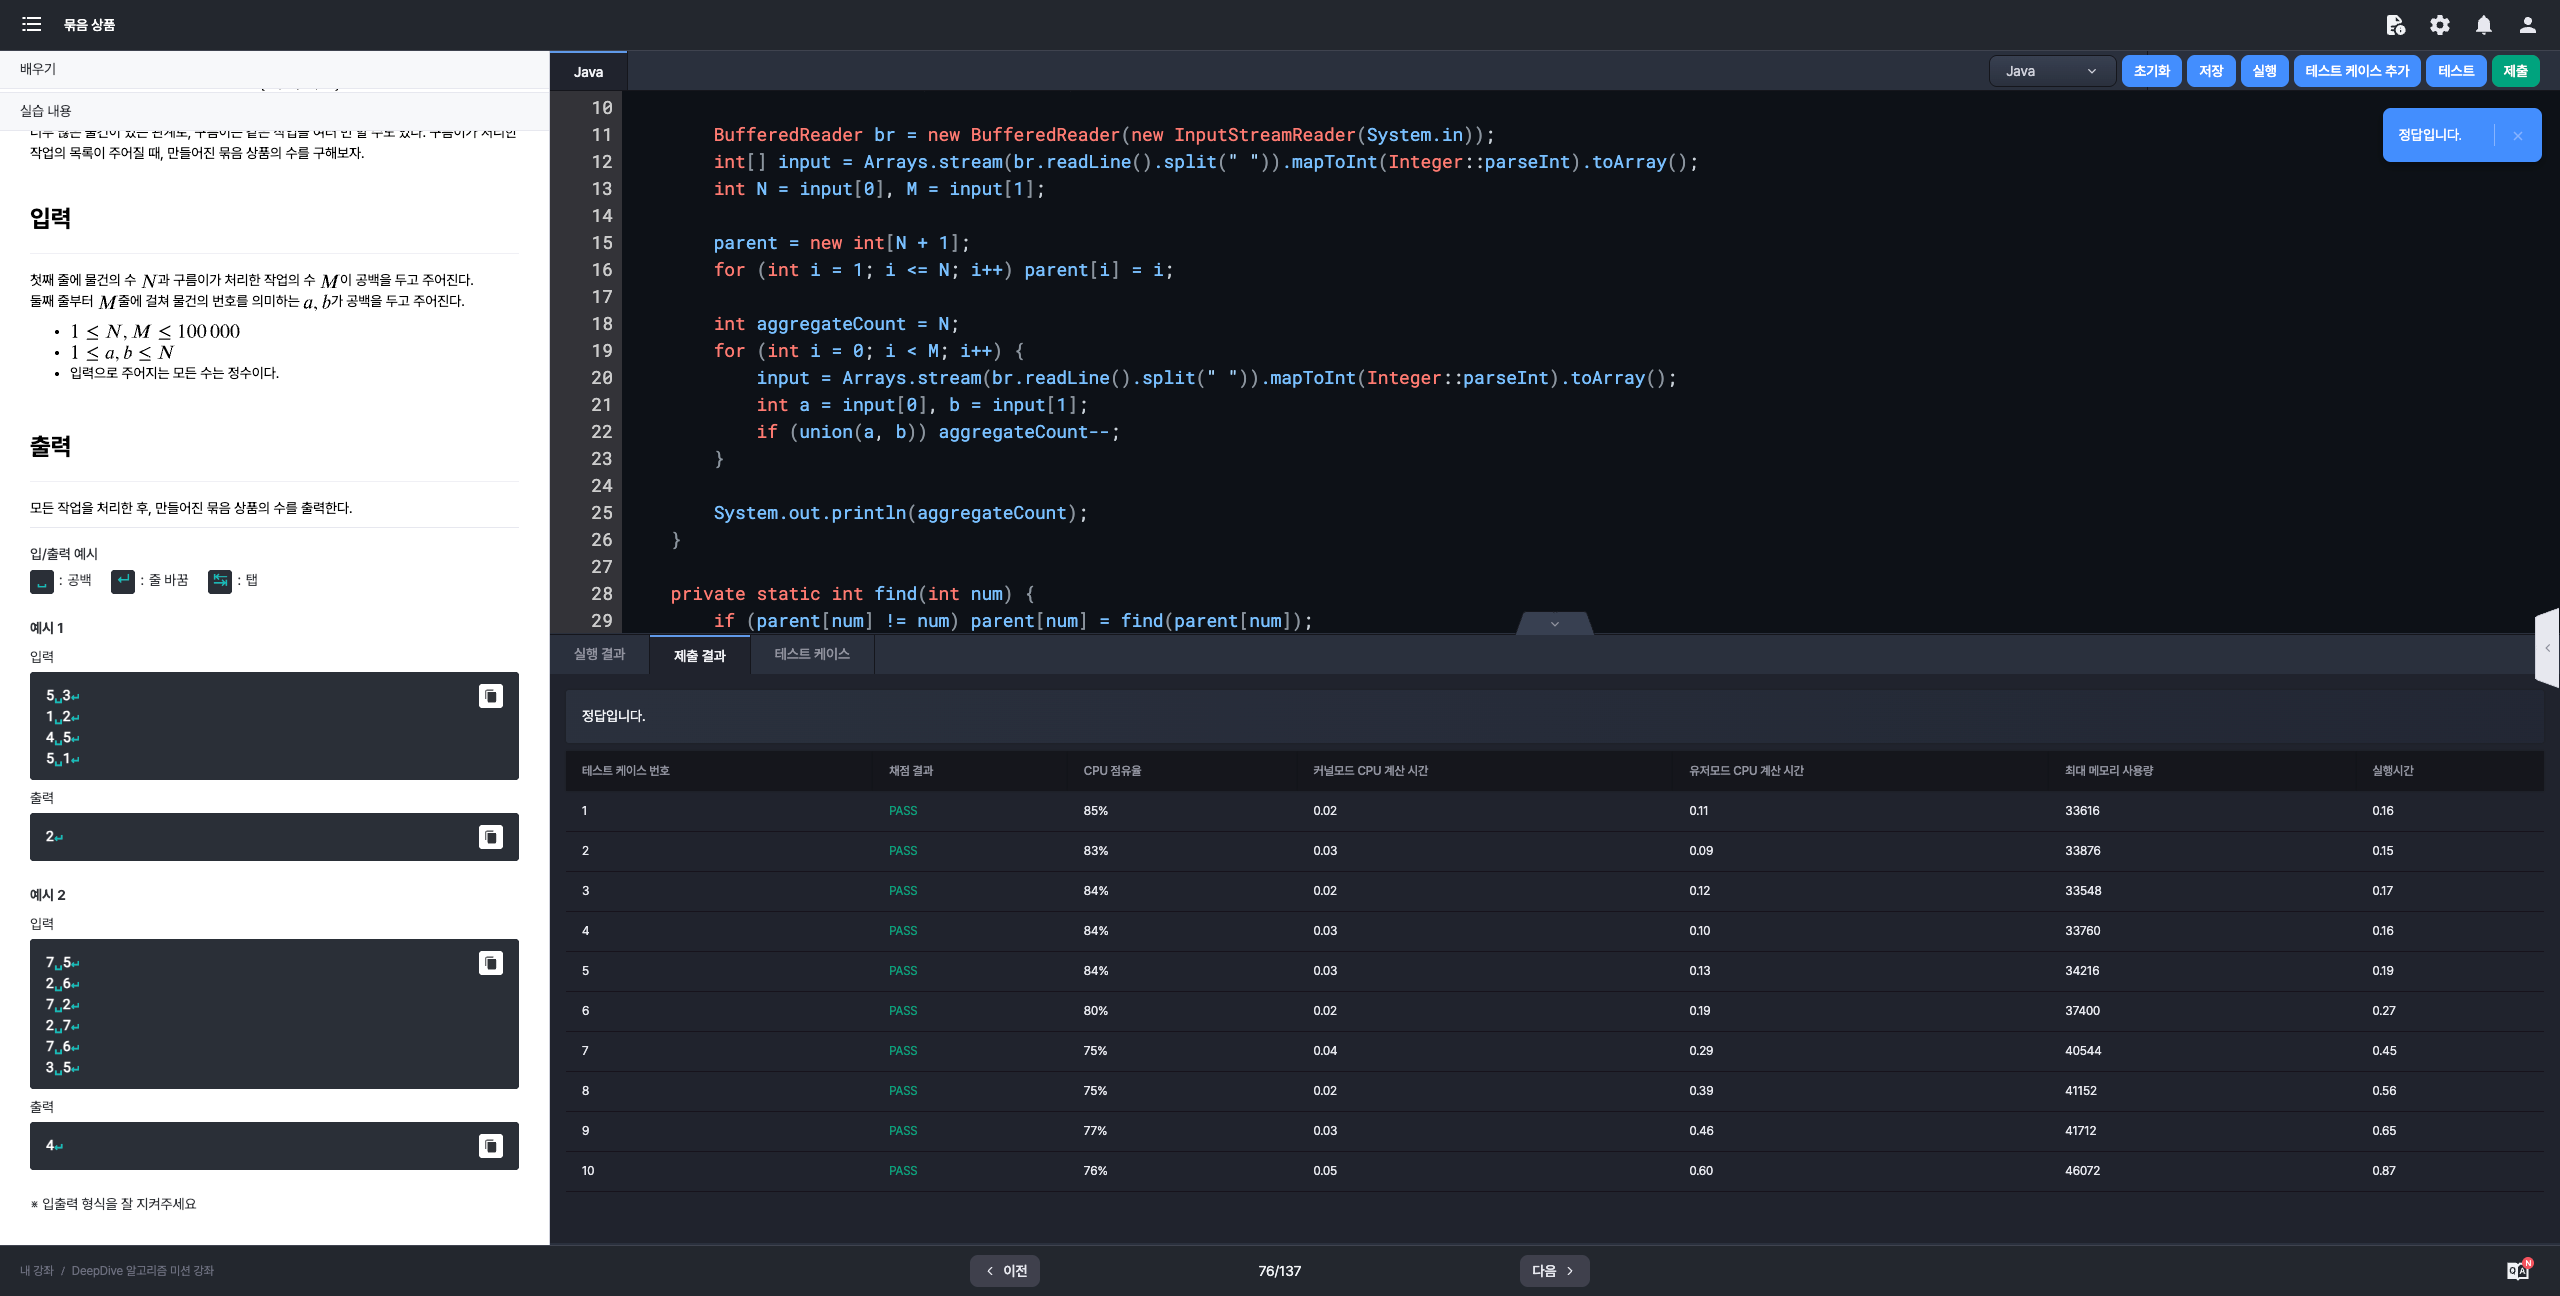 묶음 상품
배우기
실습 내용
작업의 목록이 주어질 때, 만들어진 묶음 상품의 수를 구해보자.
입력
첫째 줄에 물건의 수 N과 구름이가 처리한 작업의 수 M이 공백을 두고 주어진다.
둘째 줄부터 M줄에 걸쳐 물건의 번호를 의미하는 a, b가 공백을 두고 주어진다.
• 1 ≤ N, M ≤ 100 000
• 1 ≤ a, b ≤ N
• 입력으로 주어지는 모든 수는 정수이다.
출력
모든 작업을 처리한 후, 만들어진 묶음 상품의 수를 출력한다.
입/출력 예시
␣ : 공백 ↵ : 줄 바꿈 ↹ : 탭
예시 1
입력
5␣3↵
1␣2↵
4␣5↵
5␣1↵
출력
2↵
예시 2
입력
7␣5↵
2␣6↵
7␣2↵
2␣7↵
7␣6↵
3␣5↵
출력
4↵
※ 입출력 형식을 잘 지켜주세요
Java
Java 초기화 저장 실행 테스트 케이스 추가 테스트 제출
정답입니다. ×
10
11 BufferedReader br = new BufferedReader(new InputStreamReader(System.in));
12 int[] input = Arrays.stream(br.readLine().split(" ")).mapToInt(Integer::parseInt).toArray();
13 int N = input[0], M = input[1];
14
15 parent = new int[N + 1];
16 for (int i = 1; i <= N; i++) parent[i] = i;
17
18 int aggregateCount = N;
19 for (int i = 0; i < M; i++) {
20 input = Arrays.stream(br.readLine().split(" ")).mapToInt(Integer::parseInt).toArray();
21 int a = input[0], b = input[1];
22 if (union(a, b)) aggregateCount--;
23 }
24
25 System.out.println(aggregateCount);
26 }
27
28 private static int find(int num) {
29 if (parent[num] != num) parent[num] = find(parent[num]);
실행 결과 제출 결과 테스트 케이스
정답입니다.
테스트 케이스 번호 채점 결과 CPU 점유율 커널모드 CPU 계산 시간 유저모드 CPU 계산 시간 최대 메모리 사용량 실행시간
1 PASS 85% 0.02 0.11 33616 0.16
2 PASS 83% 0.03 0.09 33876 0.15
3 PASS 84% 0.02 0.12 33548 0.17
4 PASS 84% 0.03 0.10 33760 0.16
5 PASS 84% 0.03 0.13 34216 0.19
6 PASS 80% 0.02 0.19 37400 0.27
7 PASS 75% 0.04 0.29 40544 0.45
8 PASS 75% 0.02 0.39 41152 0.56
9 PASS 77% 0.03 0.46 41712 0.65
10 PASS 76% 0.05 0.60 46072 0.87
내 강좌 / DeepDive 알고리즘 미션 강좌
이전 76/137 다음
QA N